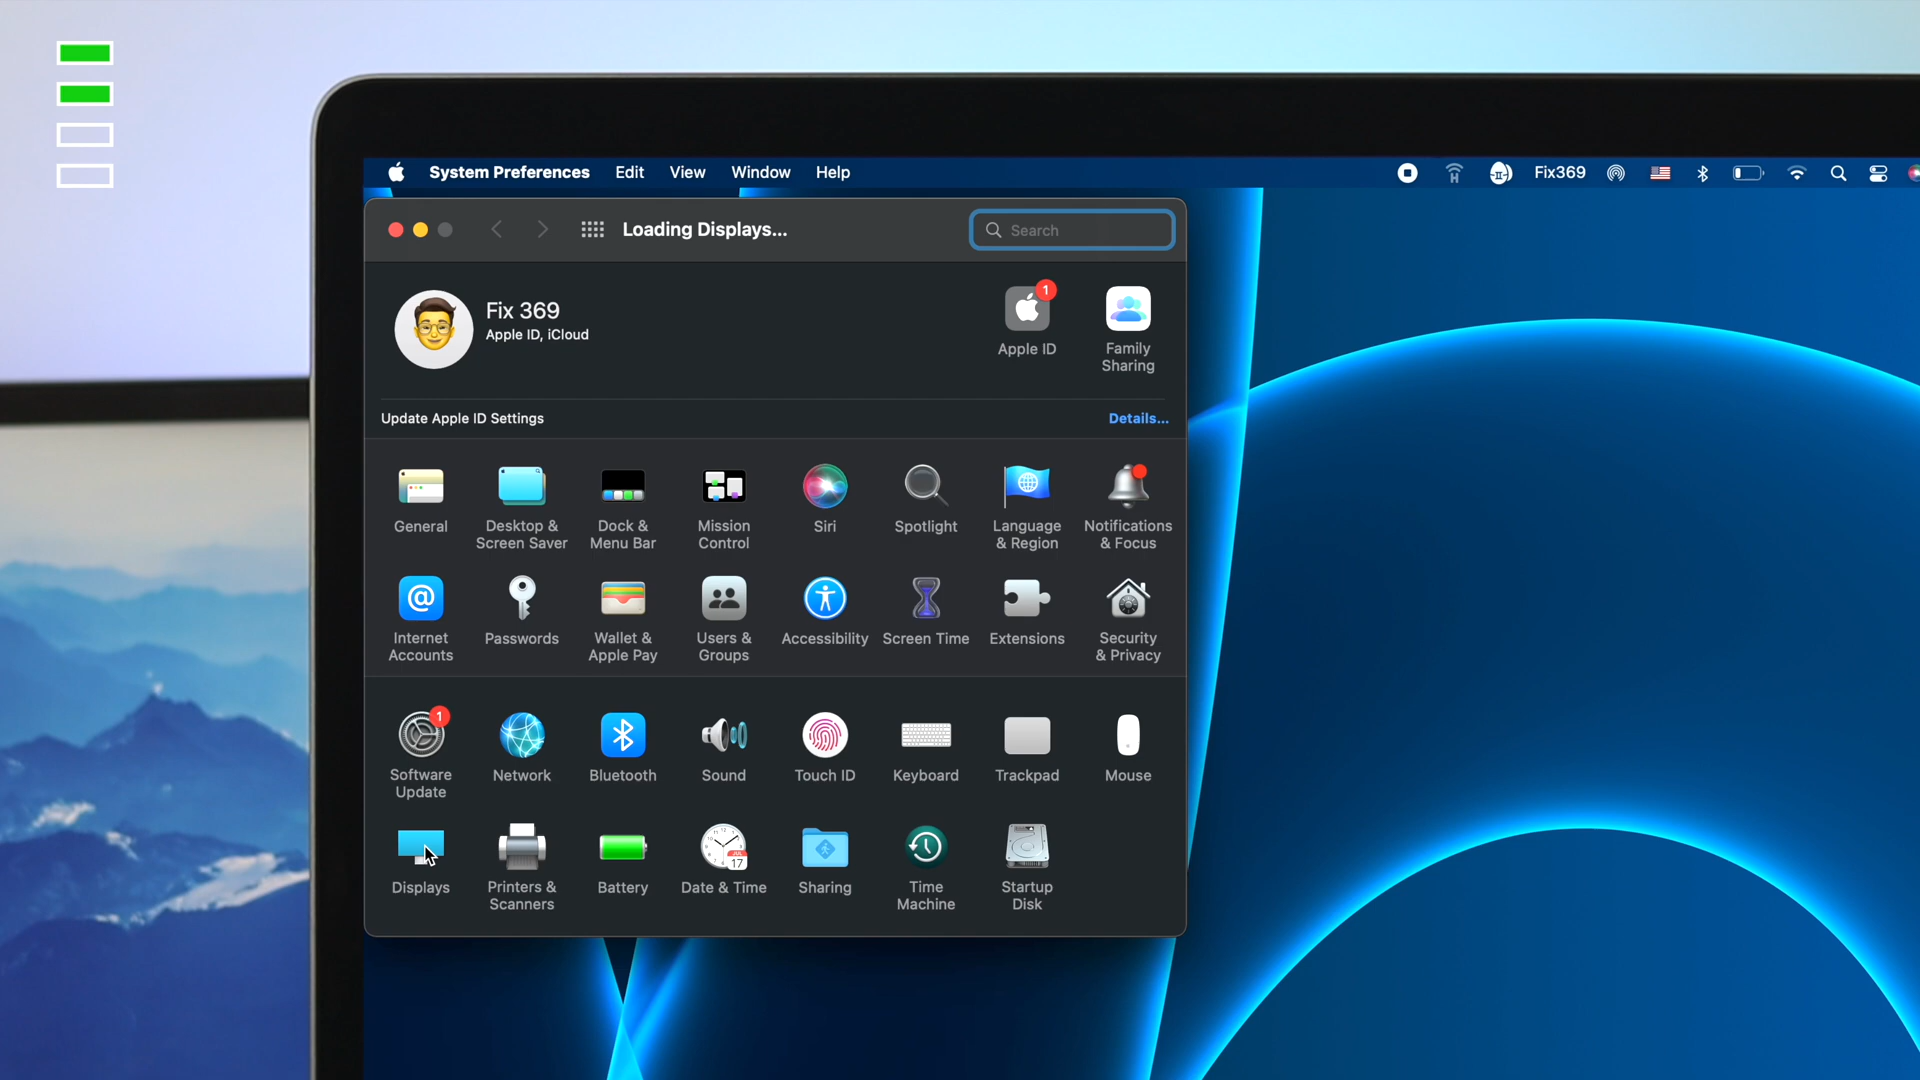 System Preferences Edit View Window Help
Fix369
Loading Displays...
Search
Fix 369
Apple ID, iCloud
1
Apple ID
Family
Sharing
Update Apple ID Settings
Details...
General
Desktop &
Screen Saver
Dock &
Menu Bar
Mission
Control
Siri
Spotlight
Language
& Region
Notifications
& Focus
@
Internet
Accounts
Passwords
Wallet &
Apple Pay
Users &
Groups
Accessibility
Screen Time
Extensions
Security
& Privacy
1
Software
Update
Network
Bluetooth
Sound
Touch ID
Keyboard
Trackpad
Mouse
Displays
Printers &
Scanners
Battery
JUL
17
Date & Time
Sharing
Time
Machine
Startup
Disk